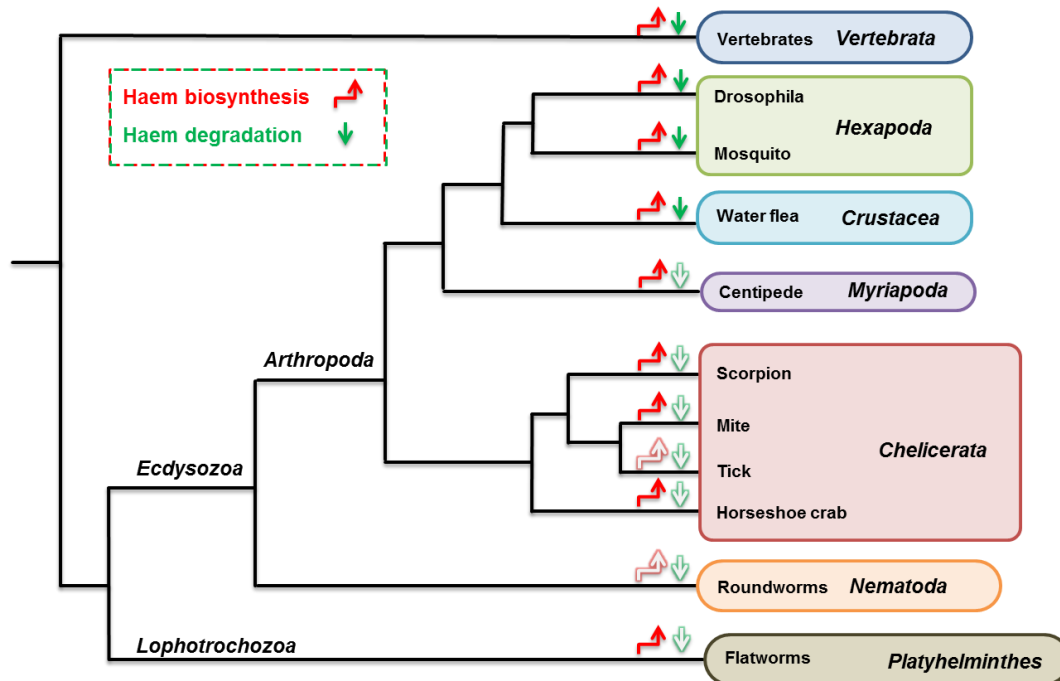 Vertebrates Vertebrata
Haem biosynthesis
Haem degradation
Drosophila
Hexapoda
Mosquito
Water flea Crustacea
Centipede Myriapoda
Arthropoda
Scorpion
Mite
Chelicerata
Ecdysozoa
Tick
Horseshoe crab
Roundworms Nematoda
Lophotrochozoa
Flatworms Platyhelminthes